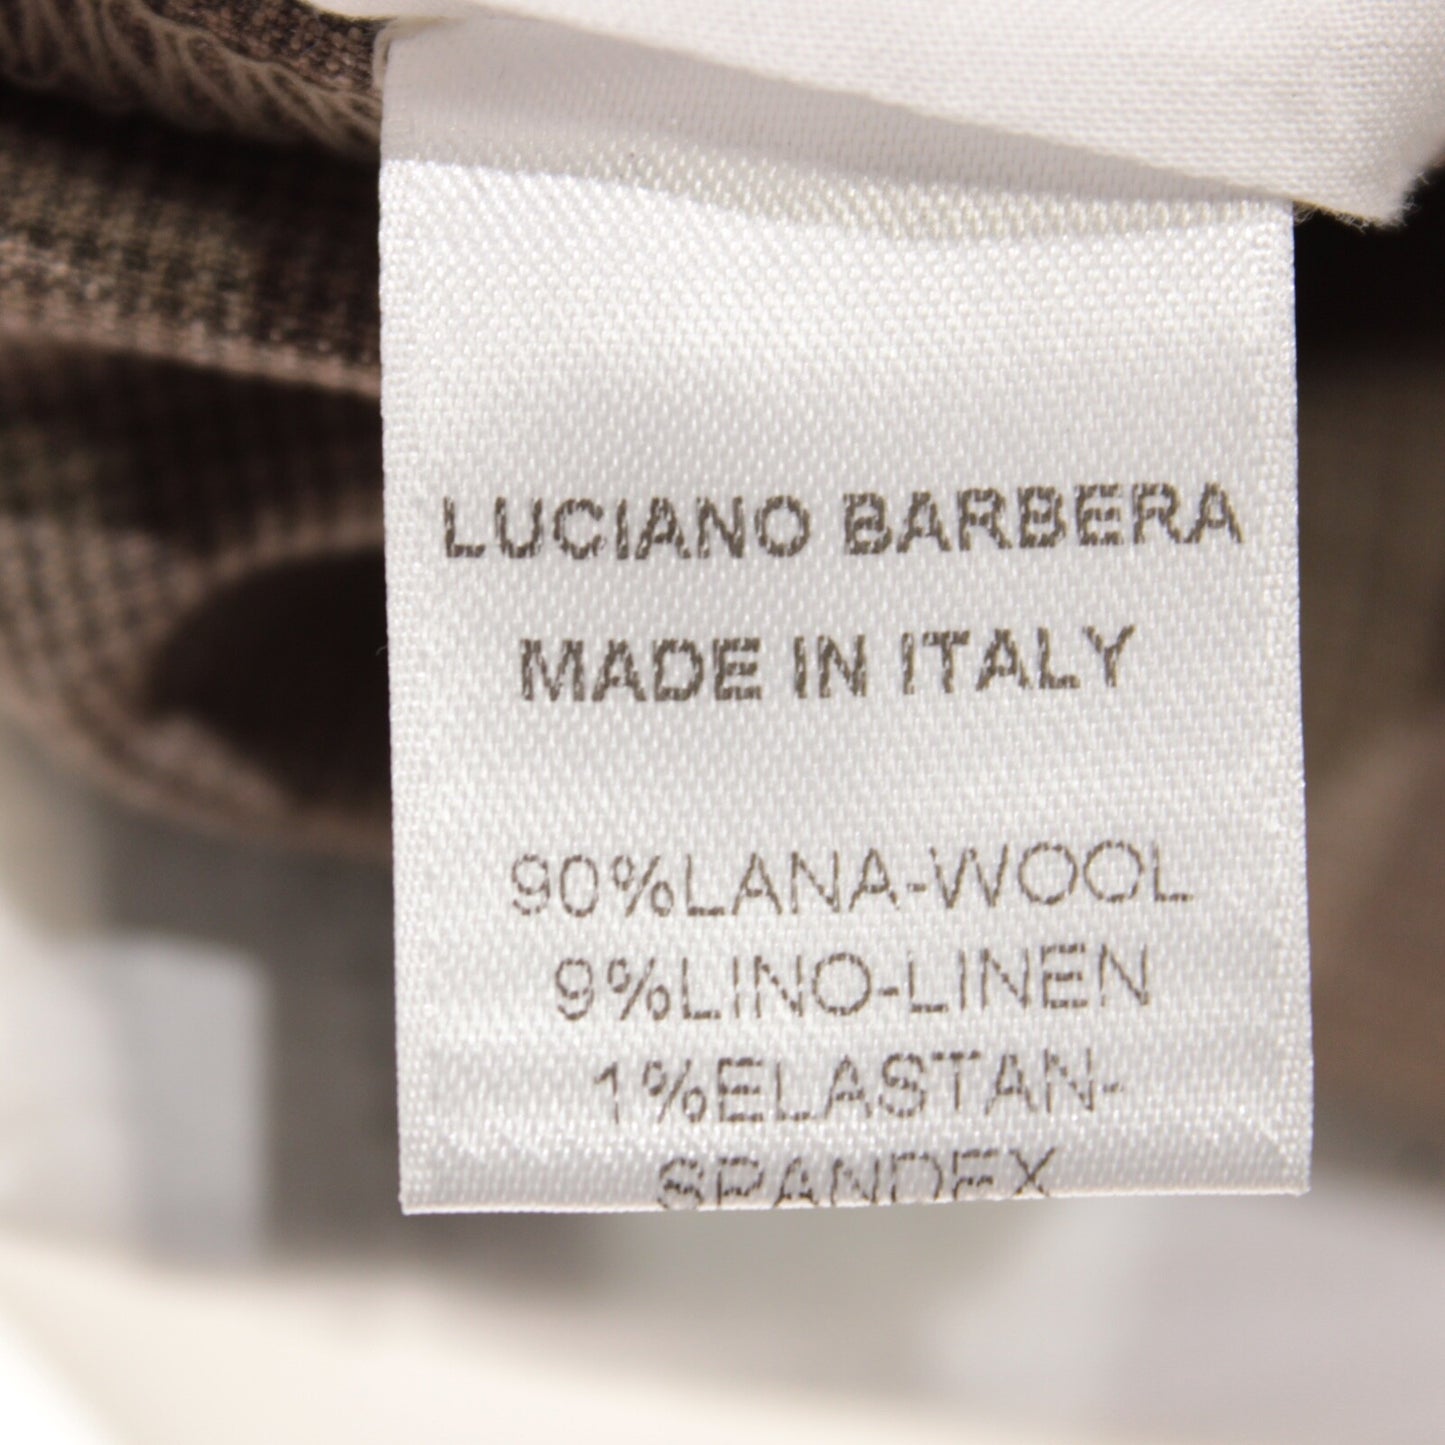 LUCIANO BARBERA
MADE IN ITALY
90%LANA-WOOL
9%LINO-LINEN
1%ELASTAN-
SPANDEX